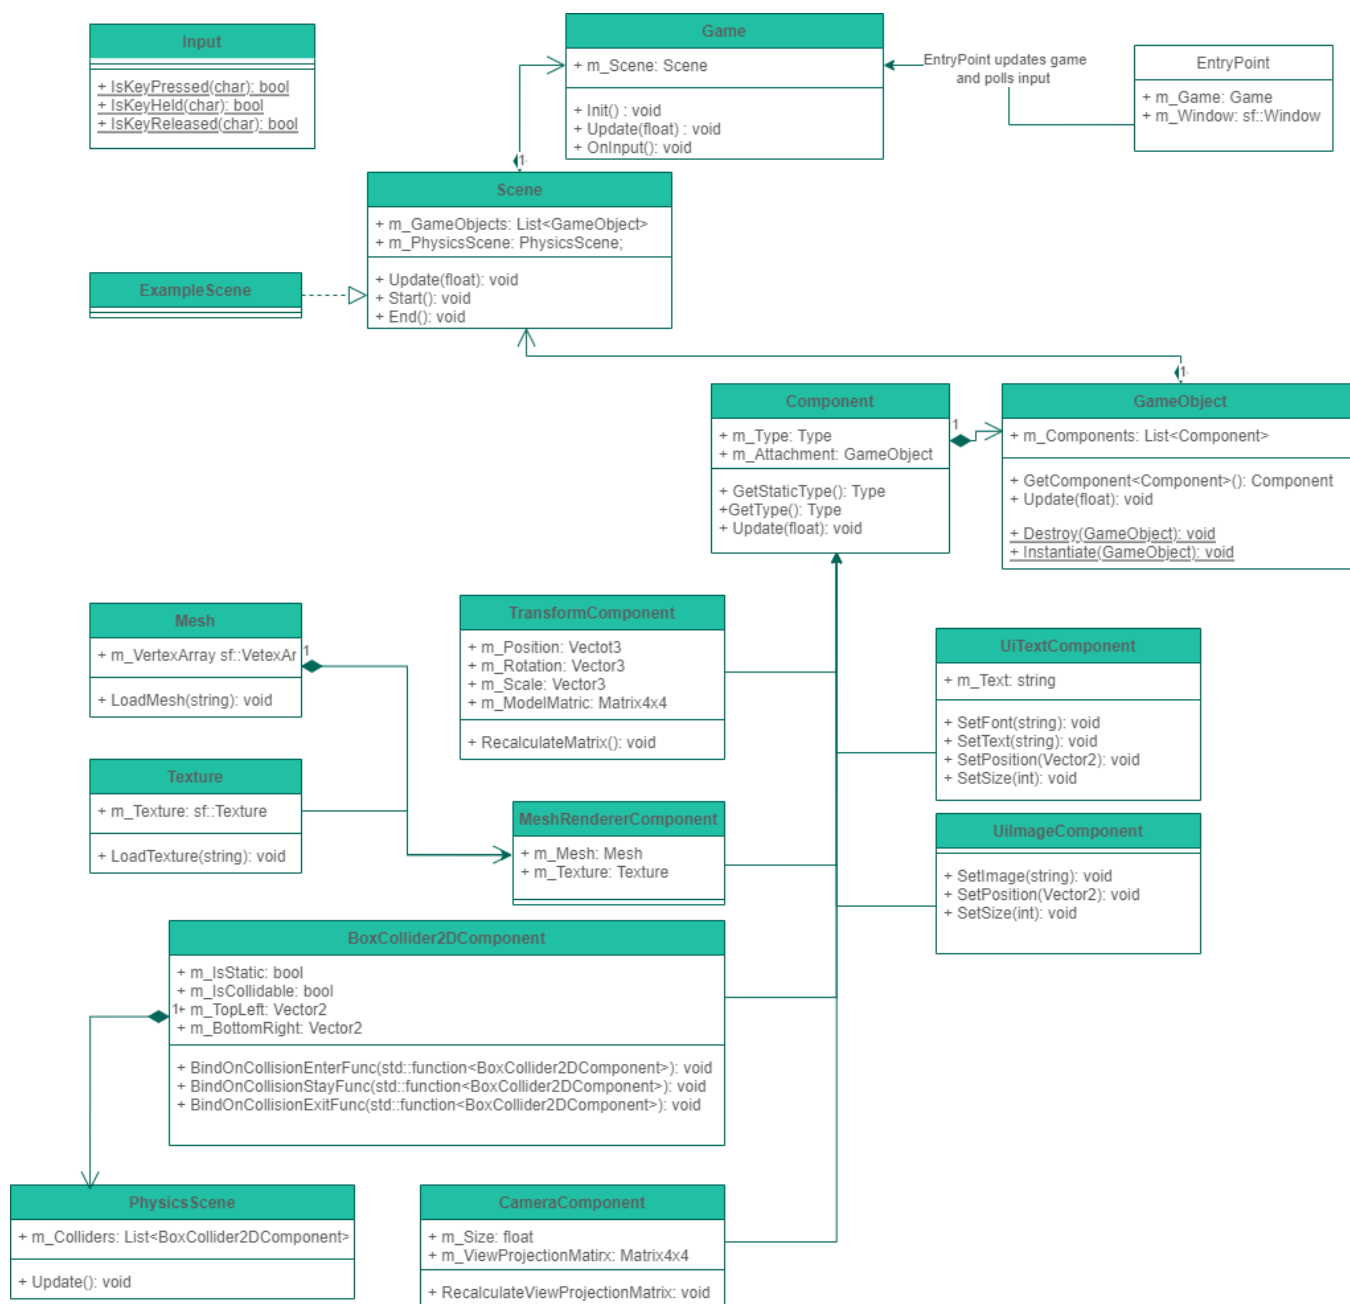 Input
+ IsKeyPressed(char): bool
+ IsKeyHeld(char): bool
+ IsKeyReleased(char): bool
Game
+ m_Scene: Scene
+ Init() : void
+ Update(float) : void
+ OnInput(): void
EntryPoint updates game
and polls input
EntryPoint
+ m_Game: Game
+ m_Window: sf::Window
1
Scene
+ m_GameObjects: List<GameObject>
+ m_PhysicsScene: PhysicsScene;
+ Update(float): void
+ Start(): void
+ End(): void
ExampleScene
1
Component
+ m_Type: Type
+ m_Attachment: GameObject
+ GetStaticType(): Type
+GetType(): Type
+ Update(float): void
1
GameObject
+ m_Components: List<Component>
+ GetComponent<Component>(): Component
+ Update(float): void
+ Destroy(GameObject): void
+ Instantiate(GameObject): void
Mesh
+ m_VertexArray sf::VetexAr
+ LoadMesh(string): void
1
TransformComponent
+ m_Position: Vectot3
+ m_Rotation: Vector3
+ m_Scale: Vector3
+ m_ModelMatric: Matrix4x4
+ RecalculateMatrix(): void
UiTextComponent
+ m_Text: string
+ SetFont(string): void
+ SetText(string): void
+ SetPosition(Vector2): void
+ SetSize(int): void
Texture
+ m_Texture: sf::Texture
+ LoadTexture(string): void
MeshRendererComponent
+ m_Mesh: Mesh
+ m_Texture: Texture
UiImageComponent
+ SetImage(string): void
+ SetPosition(Vector2): void
+ SetSize(int): void
BoxCollider2DComponent
+ m_IsStatic: bool
+ m_IsCollidable: bool
1
+ m_TopLeft: Vector2
+ m_BottomRight: Vector2
+ BindOnCollisionEnterFunc(std::function<BoxCollider2DComponent>): void
+ BindOnCollisionStayFunc(std::function<BoxCollider2DComponent>): void
+ BindOnCollisionExitFunc(std::function<BoxCollider2DComponent>): void
PhysicsScene
+ m_Colliders: List<BoxCollider2DComponent>
+ Update(): void
CameraComponent
+ m_Size: float
+ m_ViewProjectionMatirx: Matrix4x4
+ RecalculateViewProjectionMatrix: void